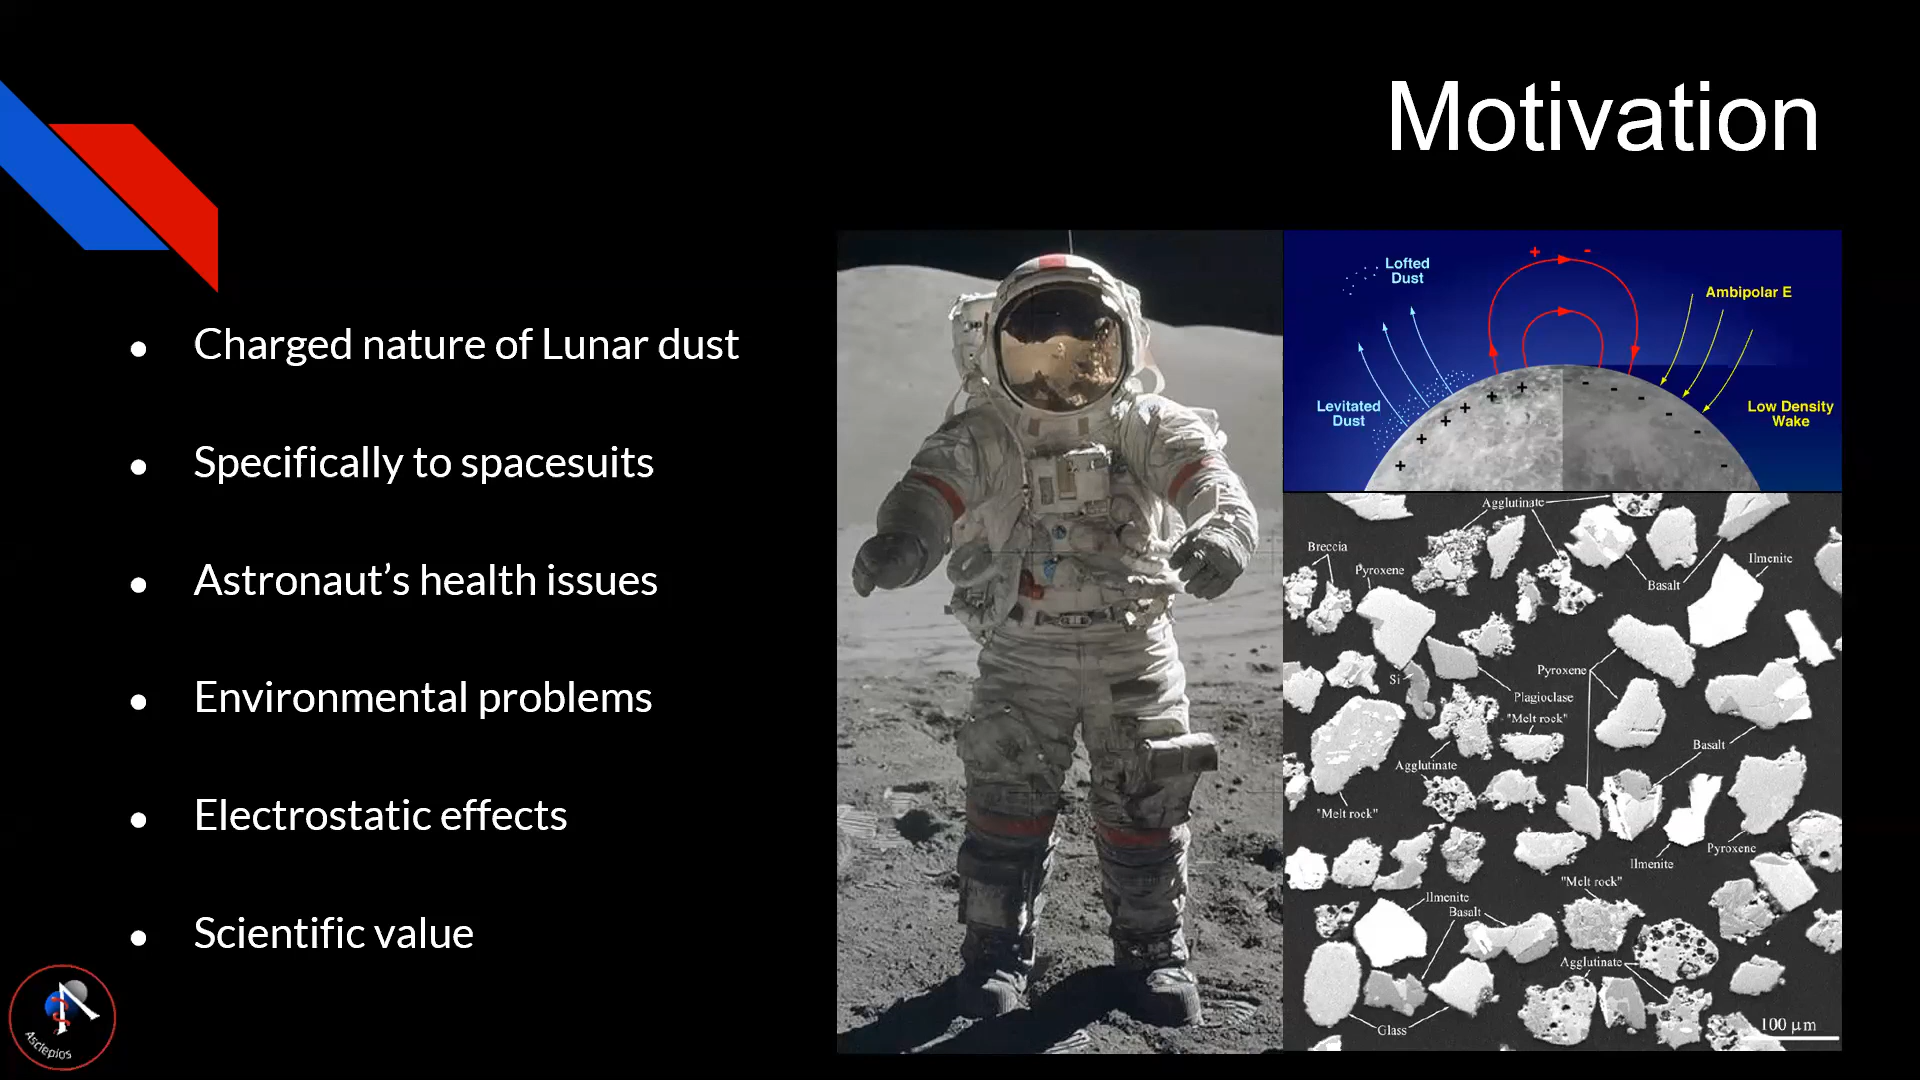 Motivation
Charged nature of Lunar dust
Specifically to spacesuits
Astronaut’s health issues
Environmental problems
Electrostatic effects
Scientific value
Asclepios
Lofted
Dust
+ -
Ambipolar E
Levitated
Dust
Low Density
Wake
+ + + + + +
- - - - - -
Agglutinate
Breccia
Pyroxene
Basalt
Ilmenite
Pyroxene
Si
Plagioclase
"Melt rock"
Basalt
Agglutinate
"Melt rock"
Ilmenite
Pyroxene
"Melt rock"
Ilmenite
Basalt
Agglutinate
Glass
100 µm